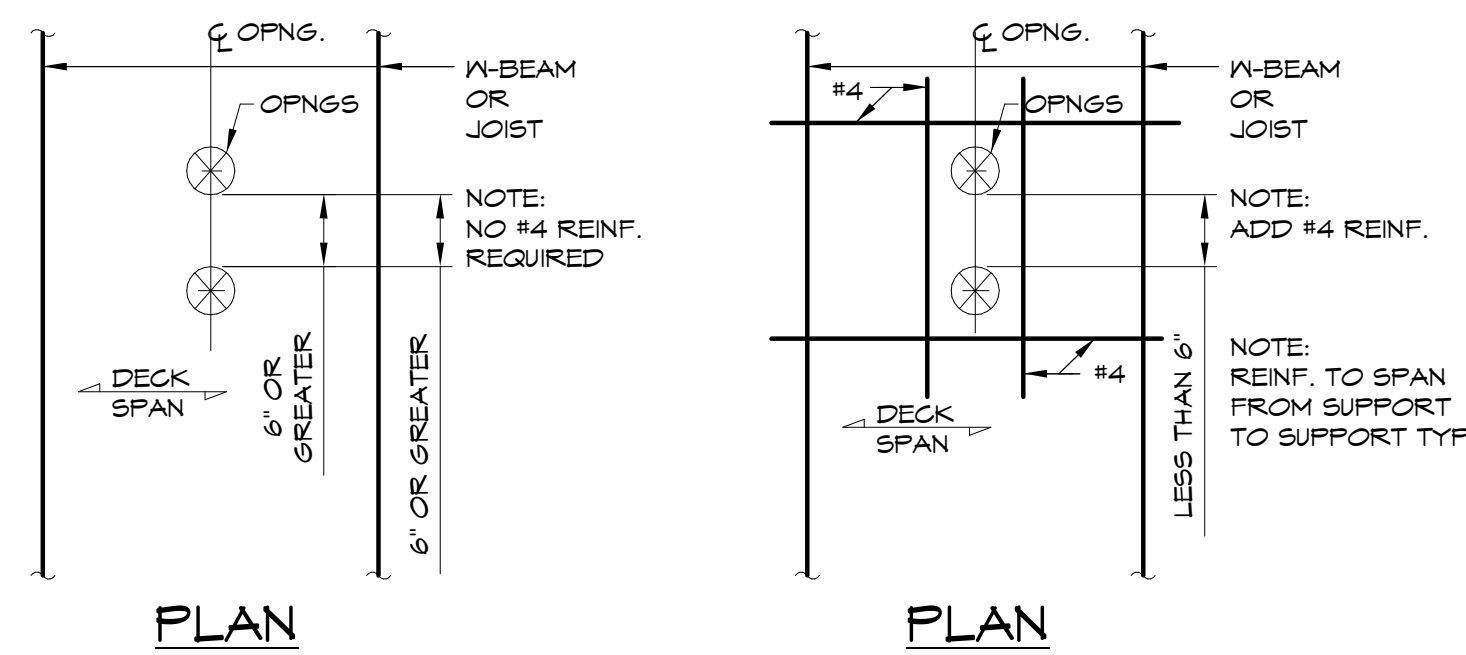 ℄ OPNG.
W-BEAM
OR
JOIST
OPNGS
NOTE:
NO #4 REINF.
REQUIRED
6" OR
GREATER
6" OR GREATER
DECK
SPAN
PLAN
℄ OPNG.
W-BEAM
OR
JOIST
#4
OPNGS
NOTE:
ADD #4 REINF.
LESS THAN 6"
NOTE:
REINF. TO SPAN
FROM SUPPORT
TO SUPPORT TYP
#4
DECK
SPAN
PLAN